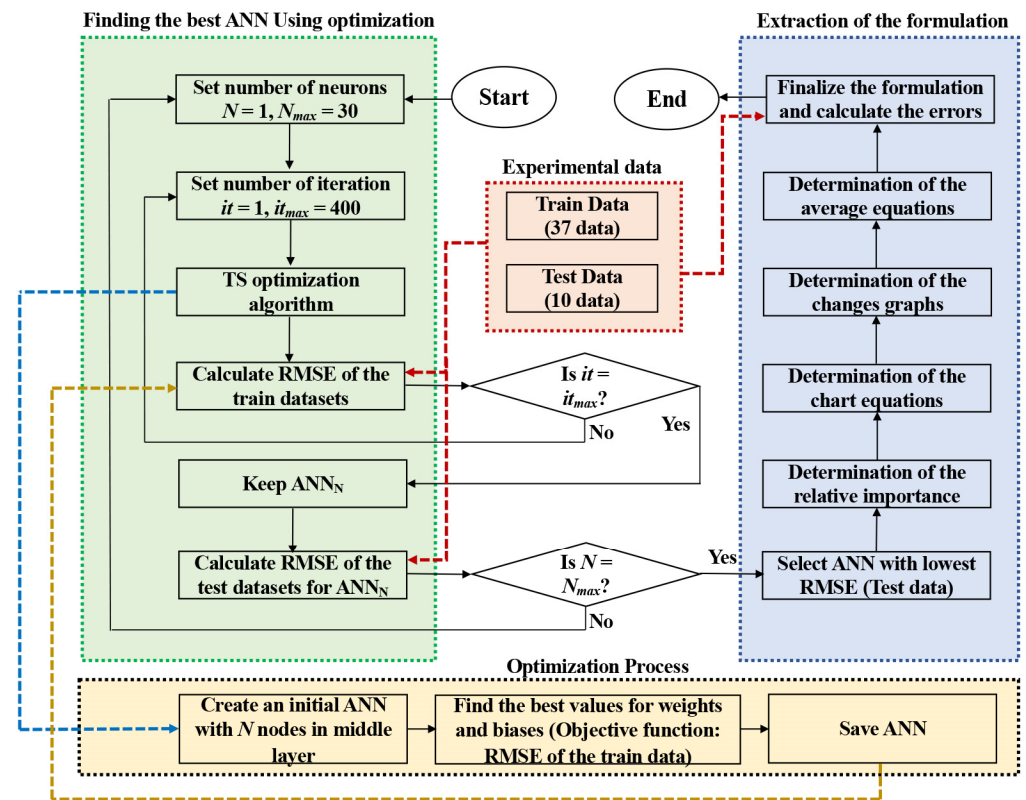 Finding the best ANN Using optimization
Extraction of the formulation
Set number of neurons
N = 1, Nmax = 30
Start
End
Finalize the formulation
and calculate the errors
Experimental data
Set number of iteration
it = 1, itmax = 400
Train Data
(37 data)
Determination of the
average equations
TS optimization
algorithm
Test Data
(10 data)
Determination of the
changes graphs
Calculate RMSE of the
train datasets
Is it =
itmax?
No
Yes
Determination of the
chart equations
Keep ANNN
Determination of the
relative importance
Calculate RMSE of the
test datasets for ANNN
Is N =
Nmax?
No
Yes
Select ANN with lowest
RMSE (Test data)
Optimization Process
Create an initial ANN
with N nodes in middle
layer
Find the best values for weights
and biases (Objective function:
RMSE of the train data)
Save ANN